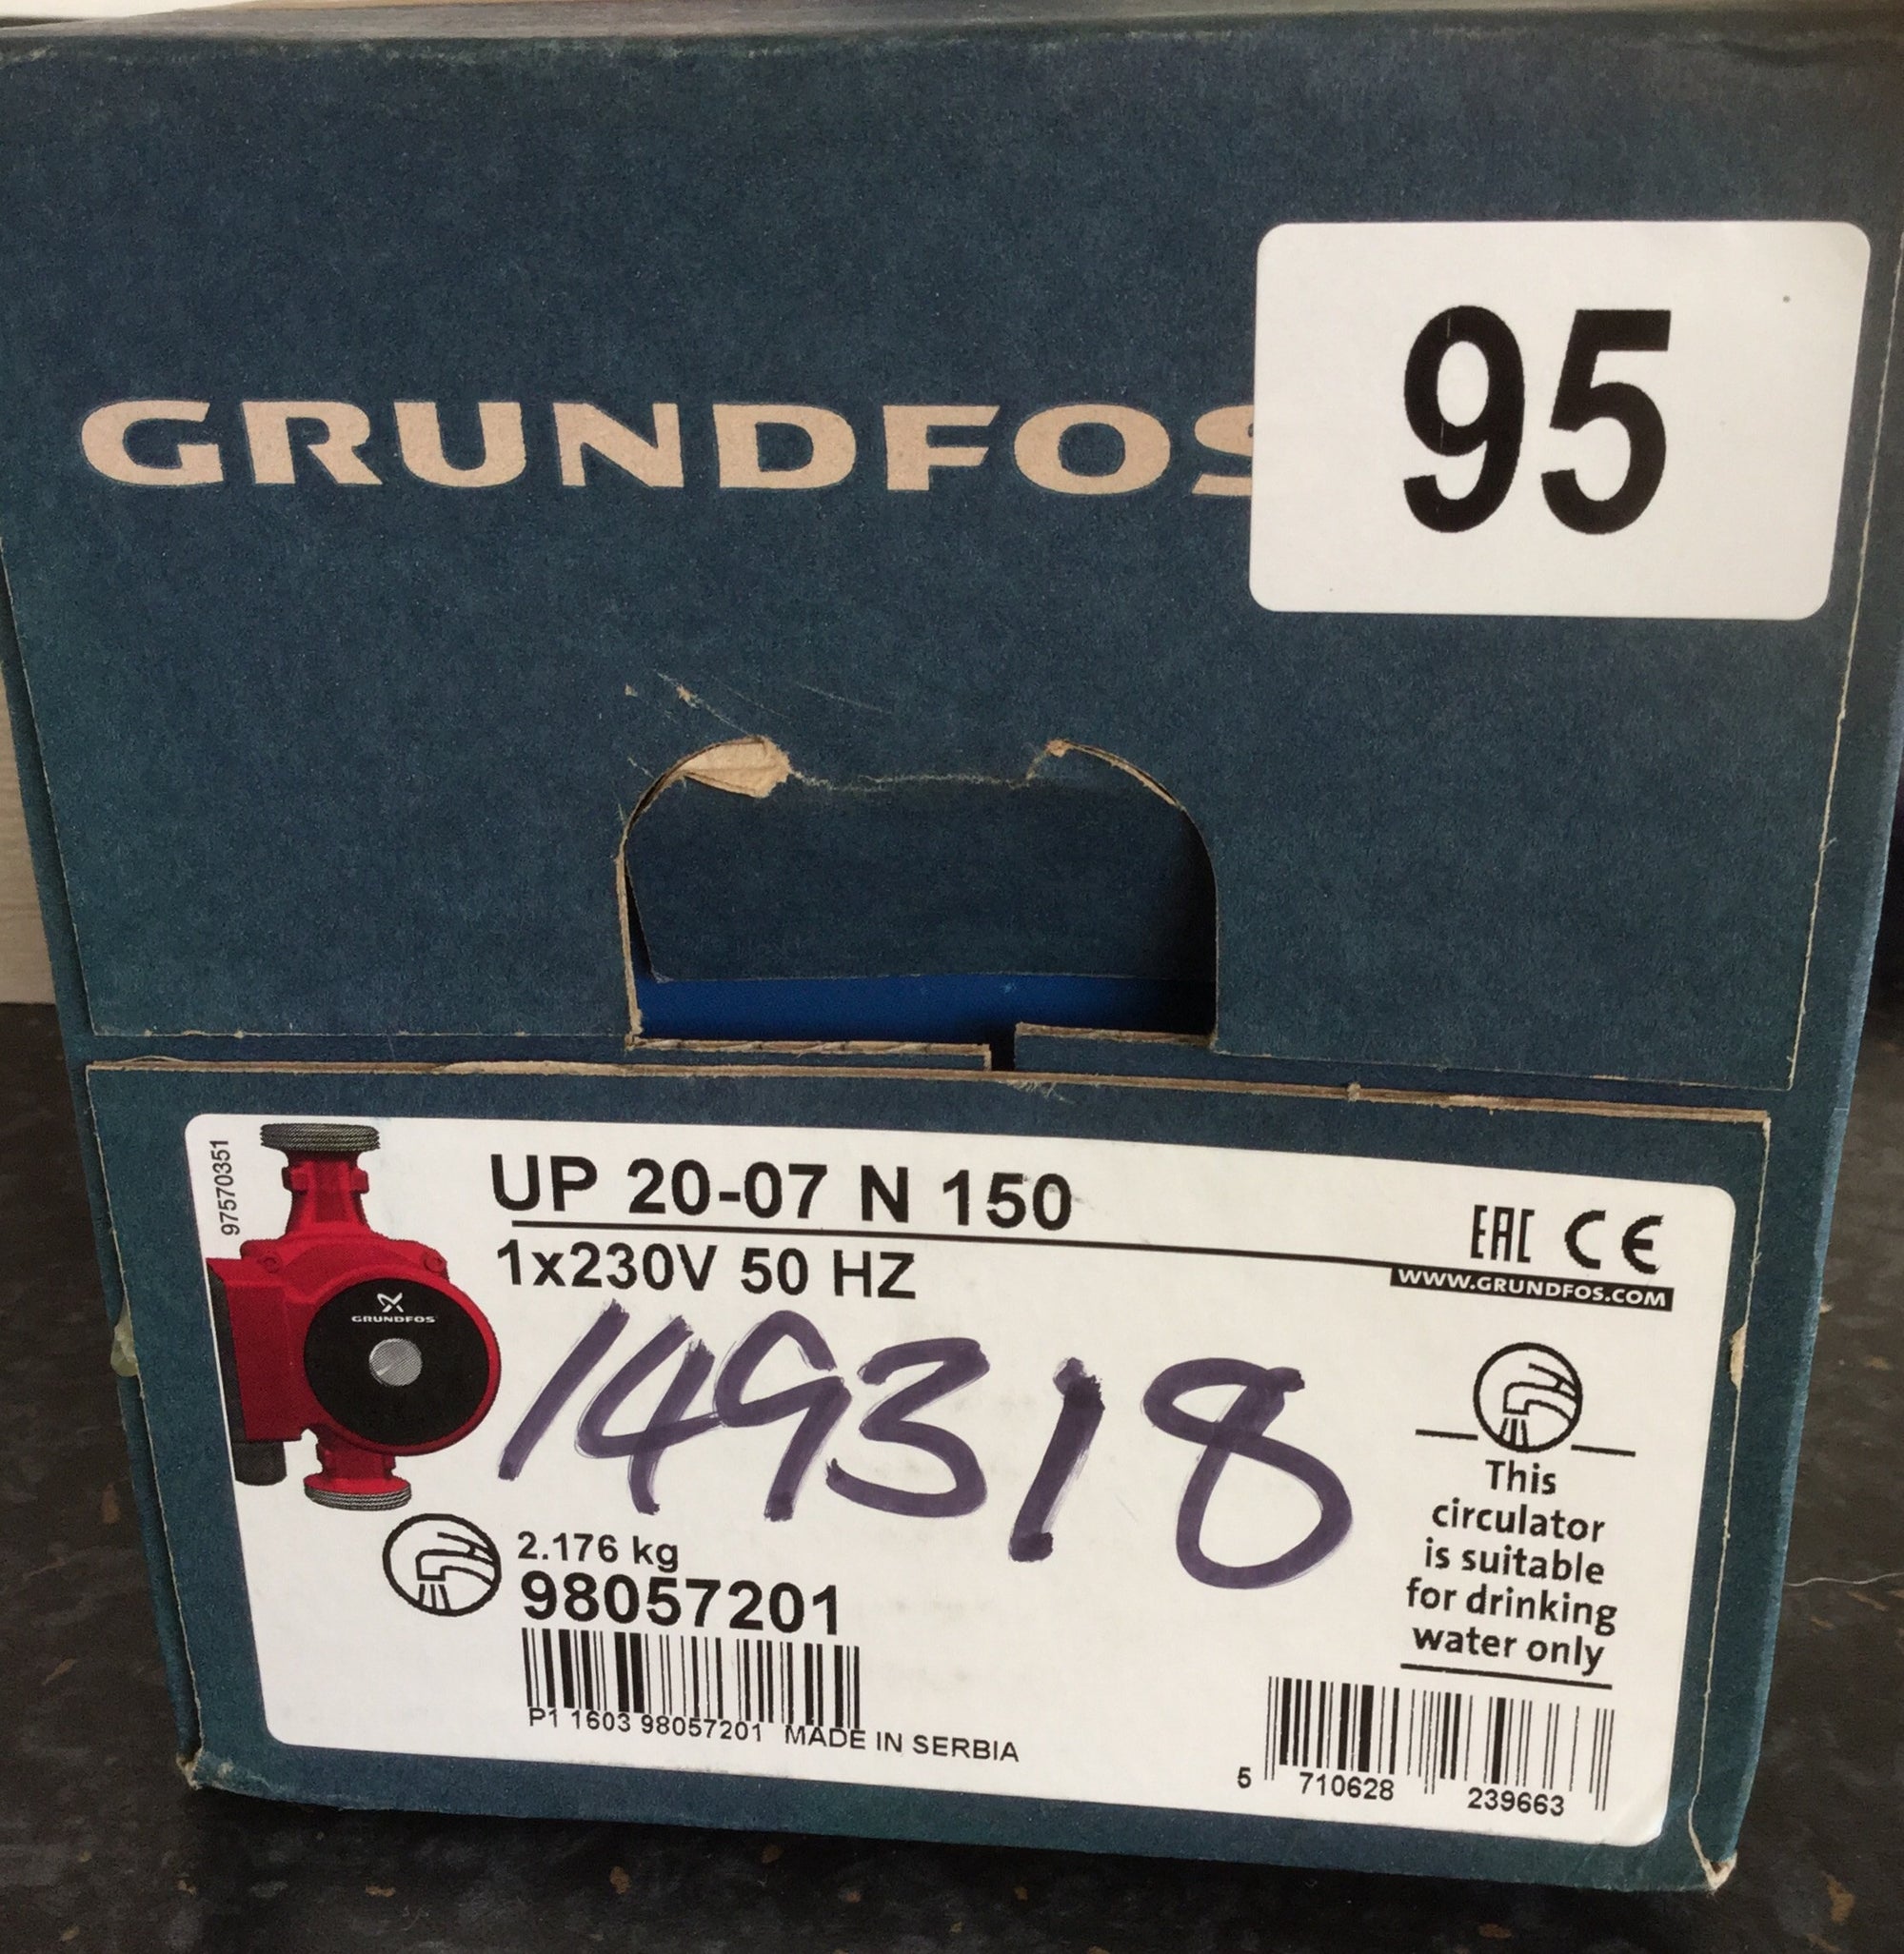 GRUNDFOS
95
97570351
UP 20-07 N 150
1x230V 50 HZ
EAC CE
WWW.GRUNDFOS.COM
GRUNDFOS
149318
This
circulator
is suitable
for drinking
water only
2.176 kg
98057201
P1 1603 98057201 MADE IN SERBIA
5 710628 239663